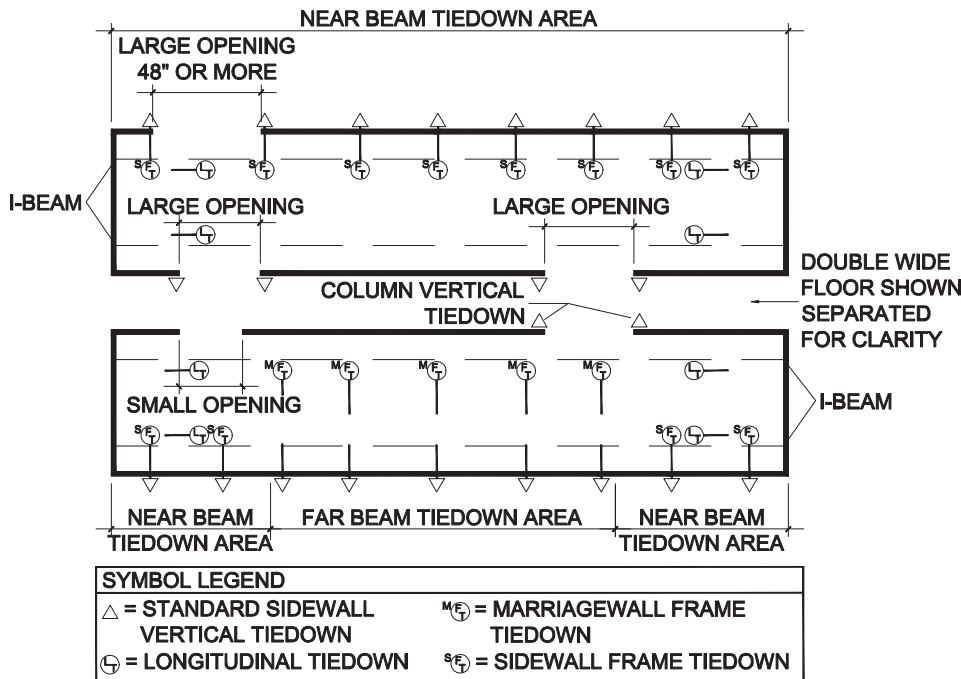 NEAR BEAM TIEDOWN AREA
LARGE OPENING
48" OR MORE
S F T L T S F T S F T S F T S F T S F T S F T L T S F T
I-BEAM
LARGE OPENING
LARGE OPENING
L T L T
COLUMN VERTICAL
TIEDOWN
DOUBLE WIDE
FLOOR SHOWN
SEPARATED
FOR CLARITY
L T M F T M F T M F T M F T M F T L T
SMALL OPENING
I-BEAM
S F T L T S F T S F T L T S F T
NEAR BEAM
TIEDOWN AREA
FAR BEAM TIEDOWN AREA
NEAR BEAM
TIEDOWN AREA
SYMBOL LEGEND
= STANDARD SIDEWALL
VERTICAL TIEDOWN
L T = LONGITUDINAL TIEDOWN
M F T = MARRIAGEWALL FRAME
TIEDOWN
S F T = SIDEWALL FRAME TIEDOWN